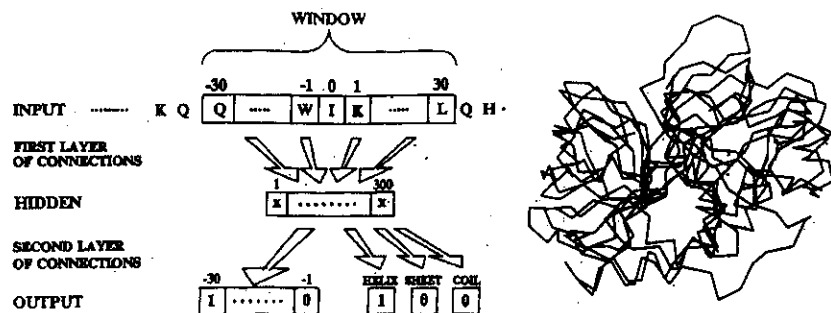 WINDOW
-30 -1 0 1 30
INPUT ........ K Q Q ..... W I K ..... L Q H .
FIRST LAYER
OF CONNECTIONS
1 300
HIDDEN X ........ X
SECOND LAYER
OF CONNECTIONS
-30 -1 HELIX SHEET COIL
OUTPUT 1 ....... 0 1 0 0